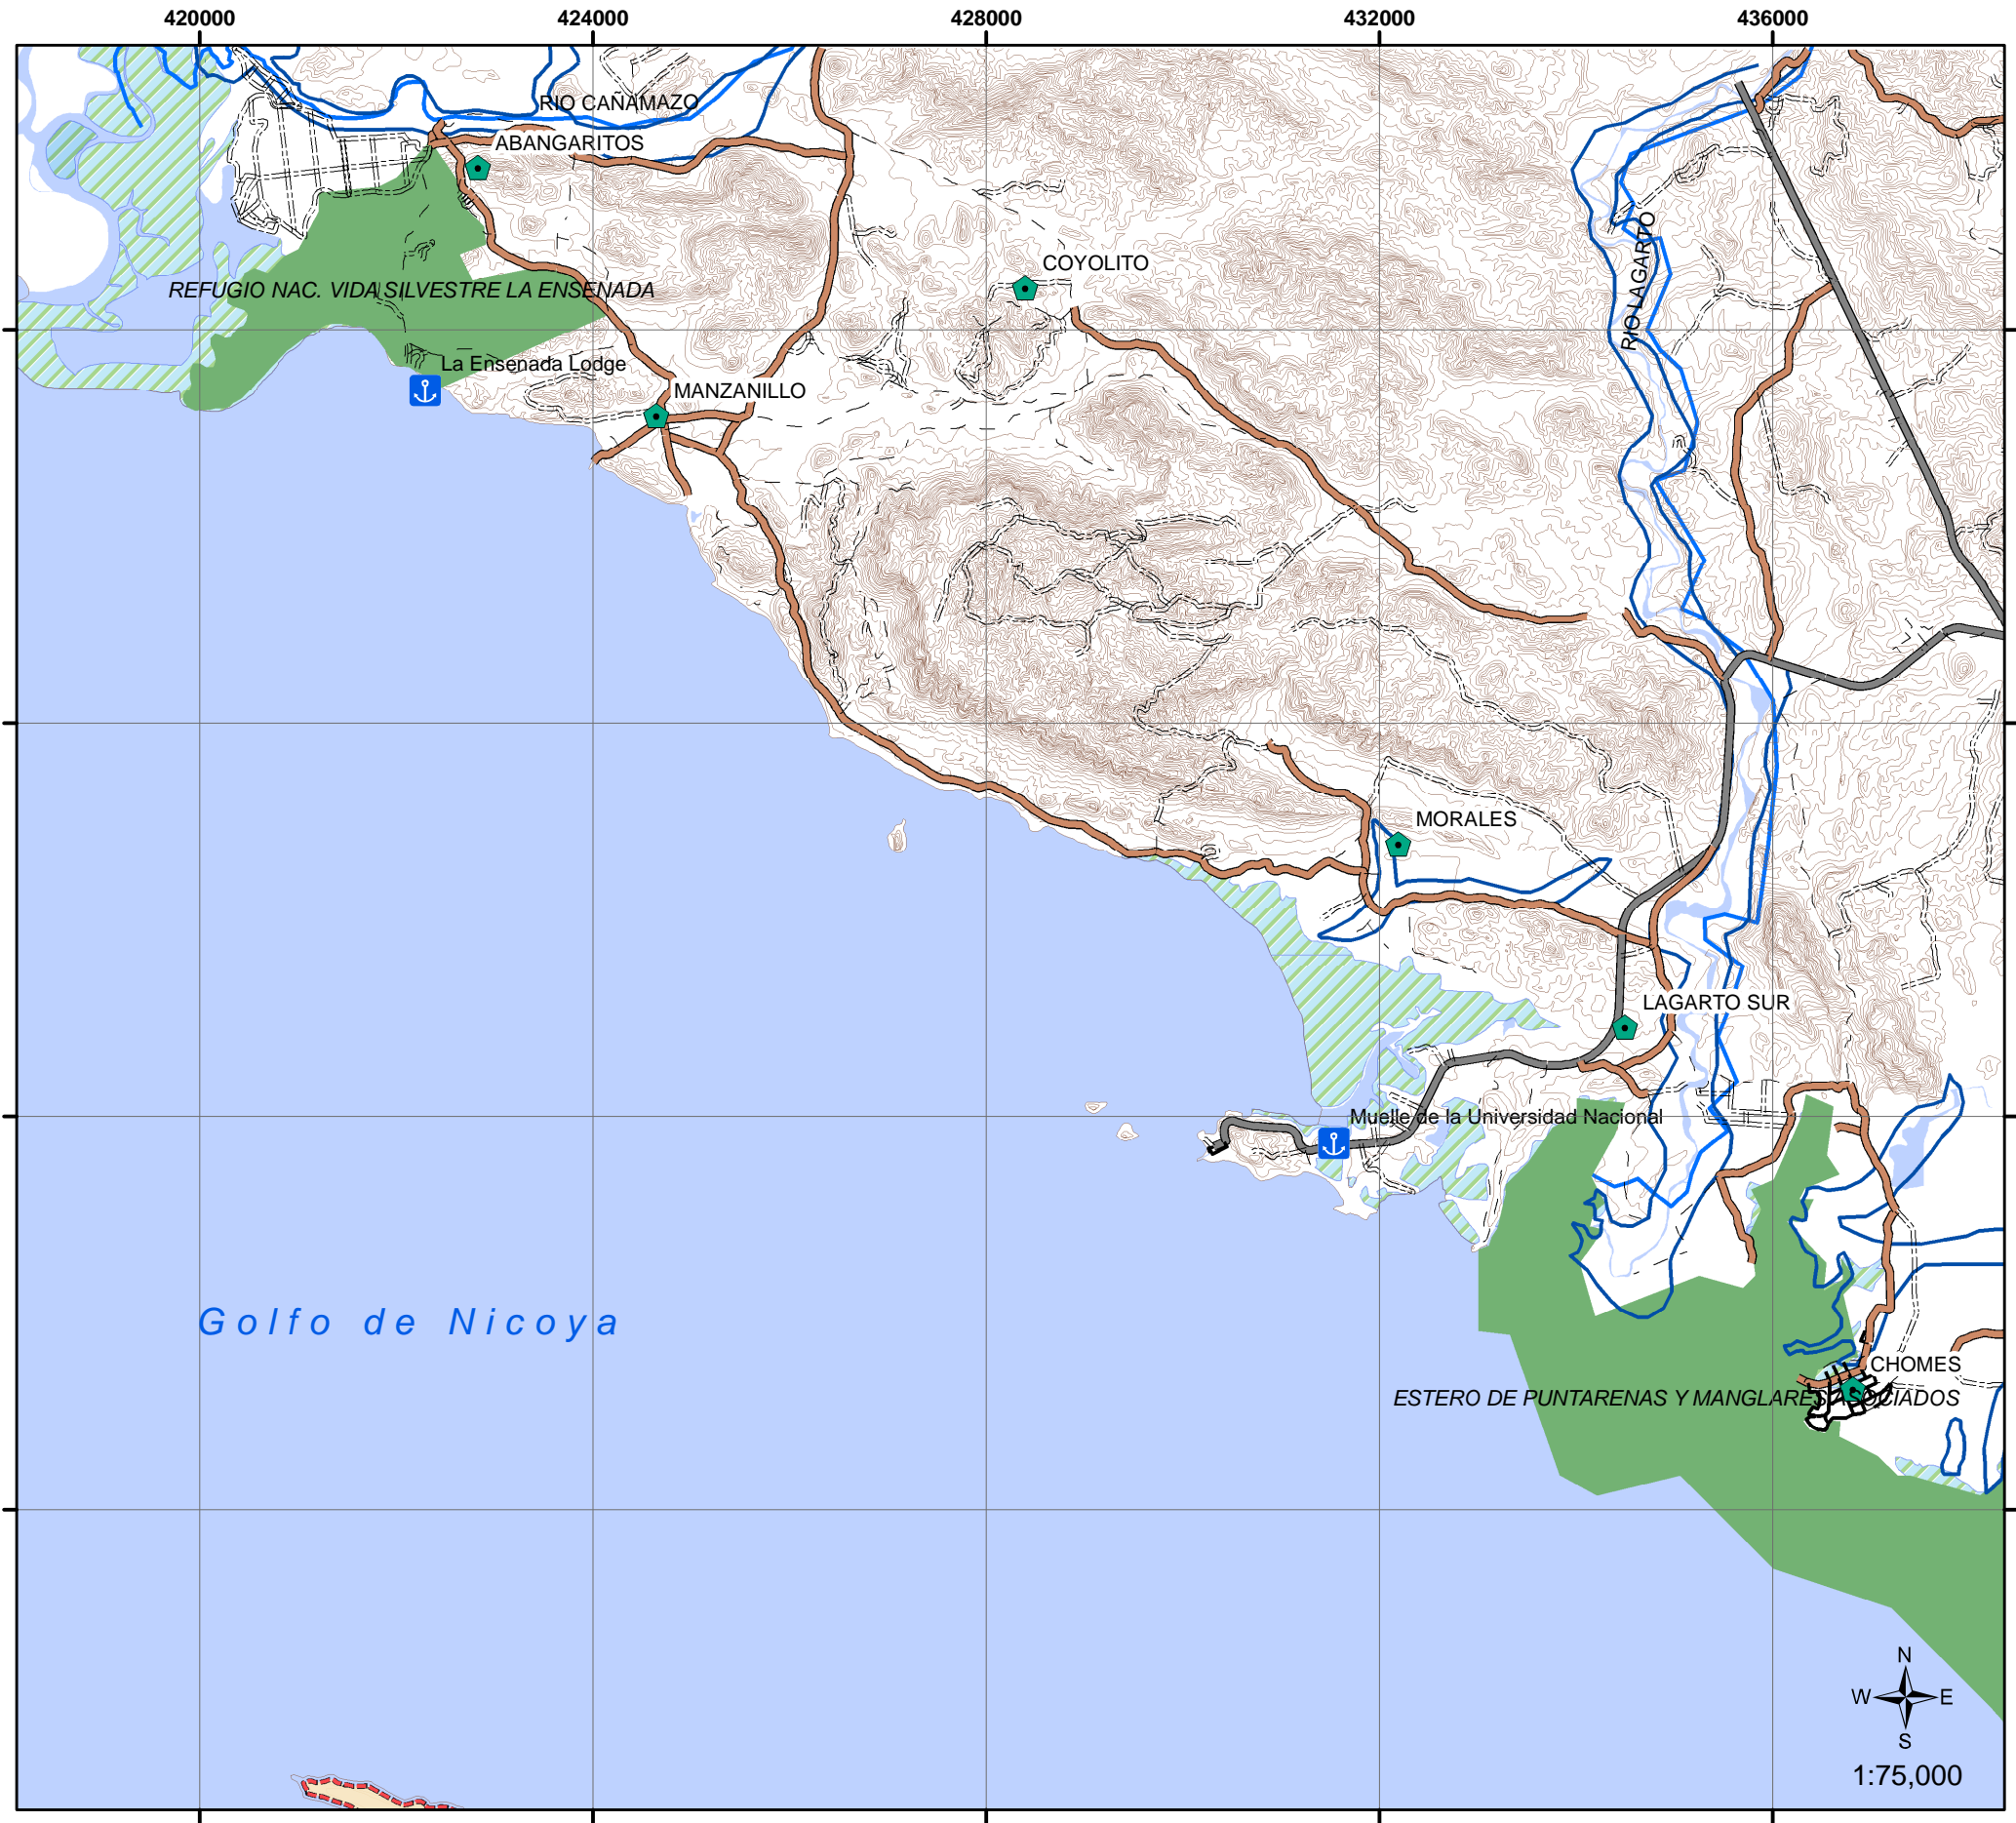 420000 424000 428000 432000 436000
RIO CAÑAMAZO
ABANGARITOS
RIO LAGARTO
COYOLITO
REFUGIO NAC. VIDA SILVESTRE LA ENSENADA
La Ensenada Lodge
MANZANILLO
MORALES
LAGARTO SUR
Muelle de la Universidad Nacional
Golfo de Nicoya
CHOMES
ESTERO DE PUNTARENAS Y MANGLARES ASOCIADOS
N
W E
S
1:75,000